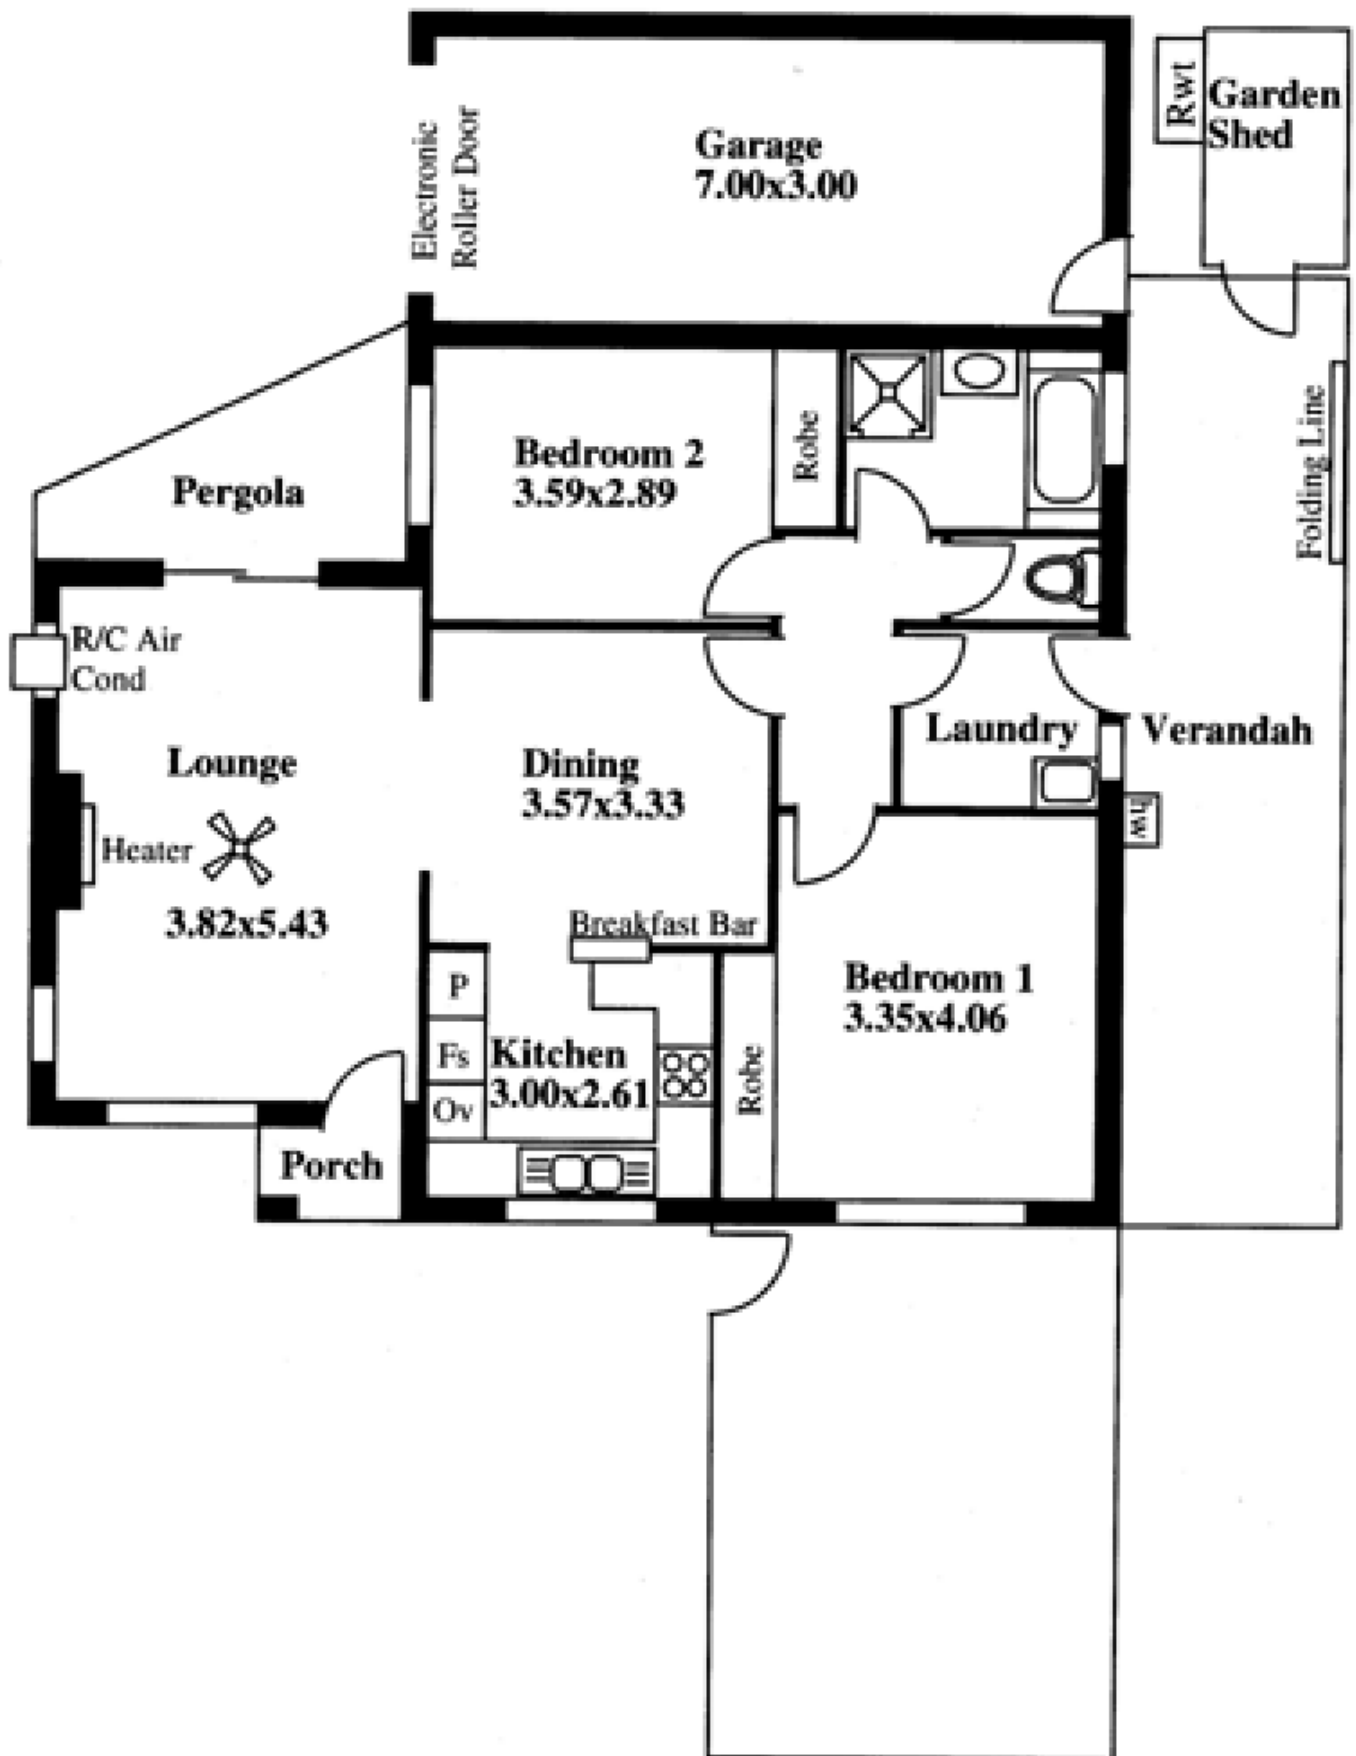 Rwt
Garden
Shed
Electronic
Roller Door
Garage
7.00x3.00
Bedroom 2
3.59x2.89
Robe
Folding Line
Pergola
R/C Air
Cond
Lounge
Heater
3.82x5.43
Dining
3.57x3.33
Laundry
Verandah
hw
Breakfast Bar
P
Fs
Ov
Kitchen
3.00x2.61
Robe
Bedroom 1
3.35x4.06
Porch